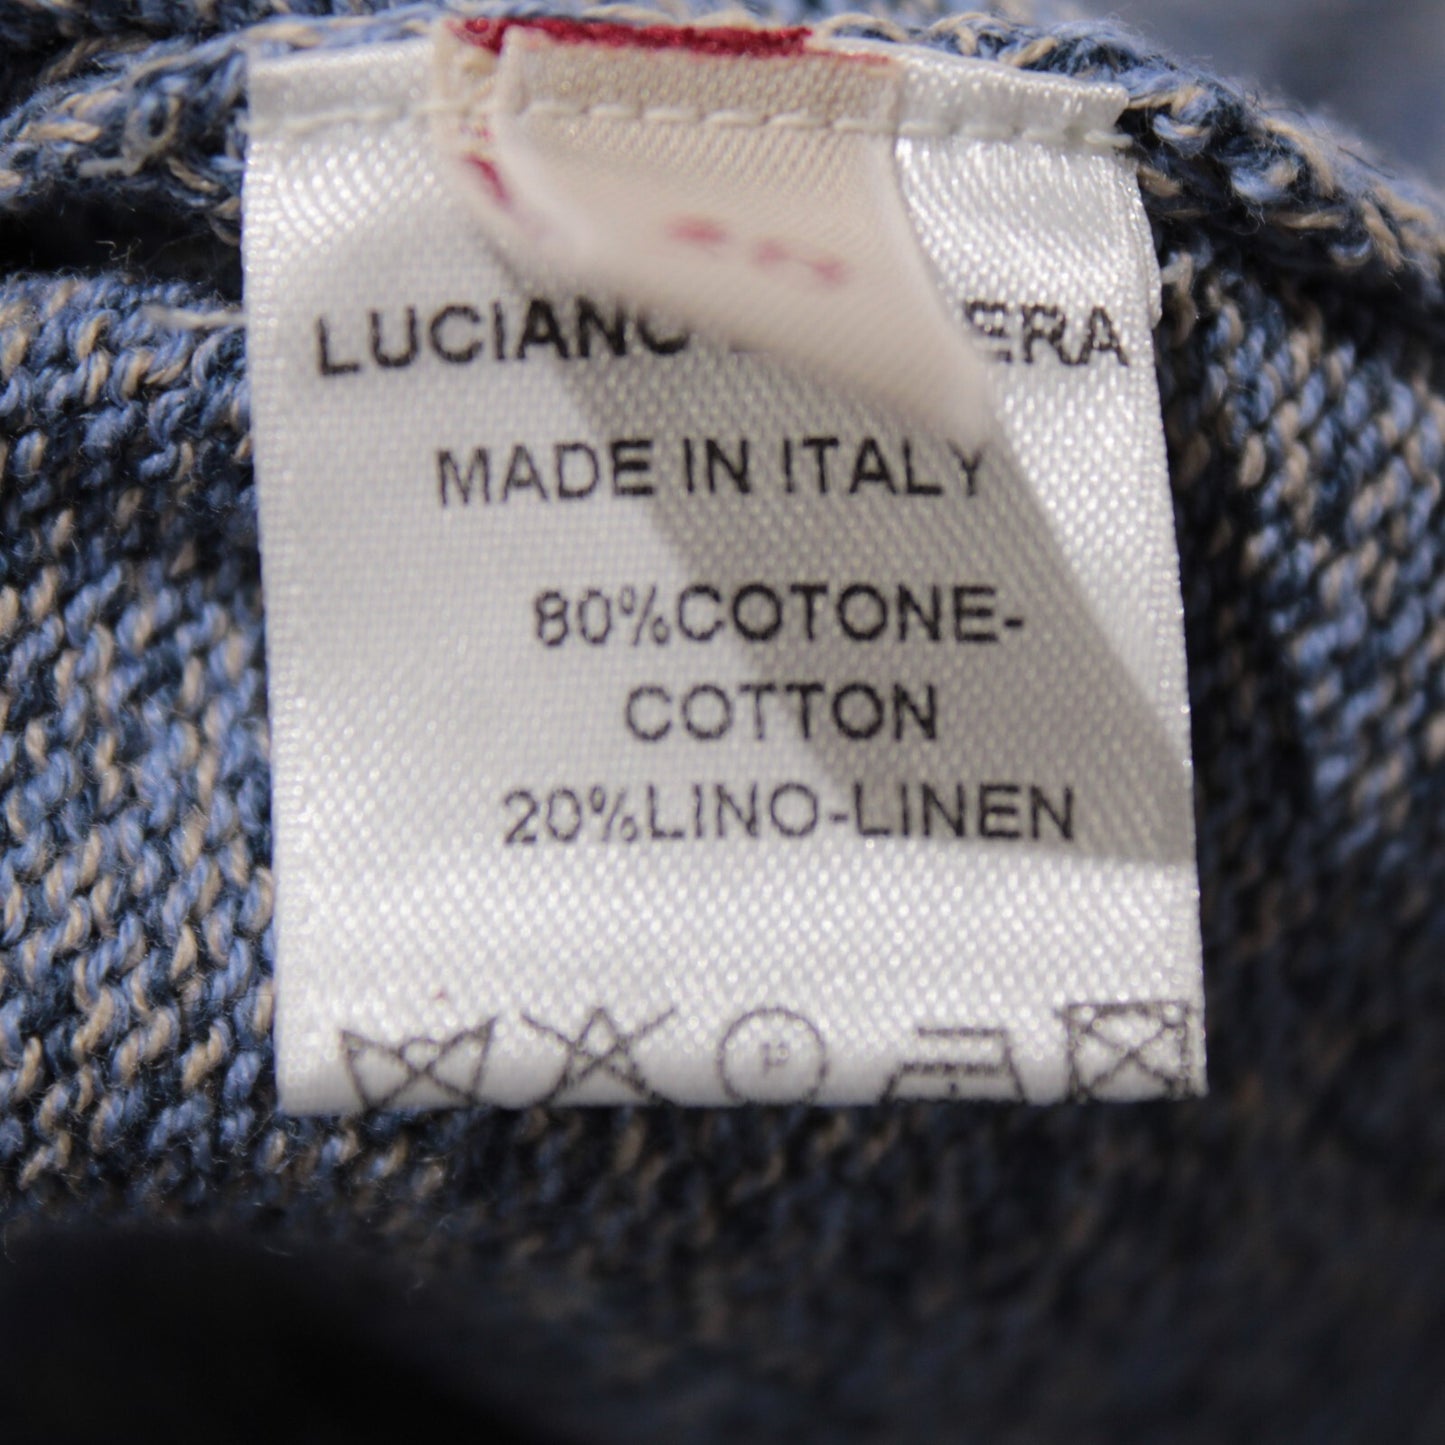 LUCIANO
MADE IN ITALY
80%COTONE-
COTTON
20%LINO-LINEN
P